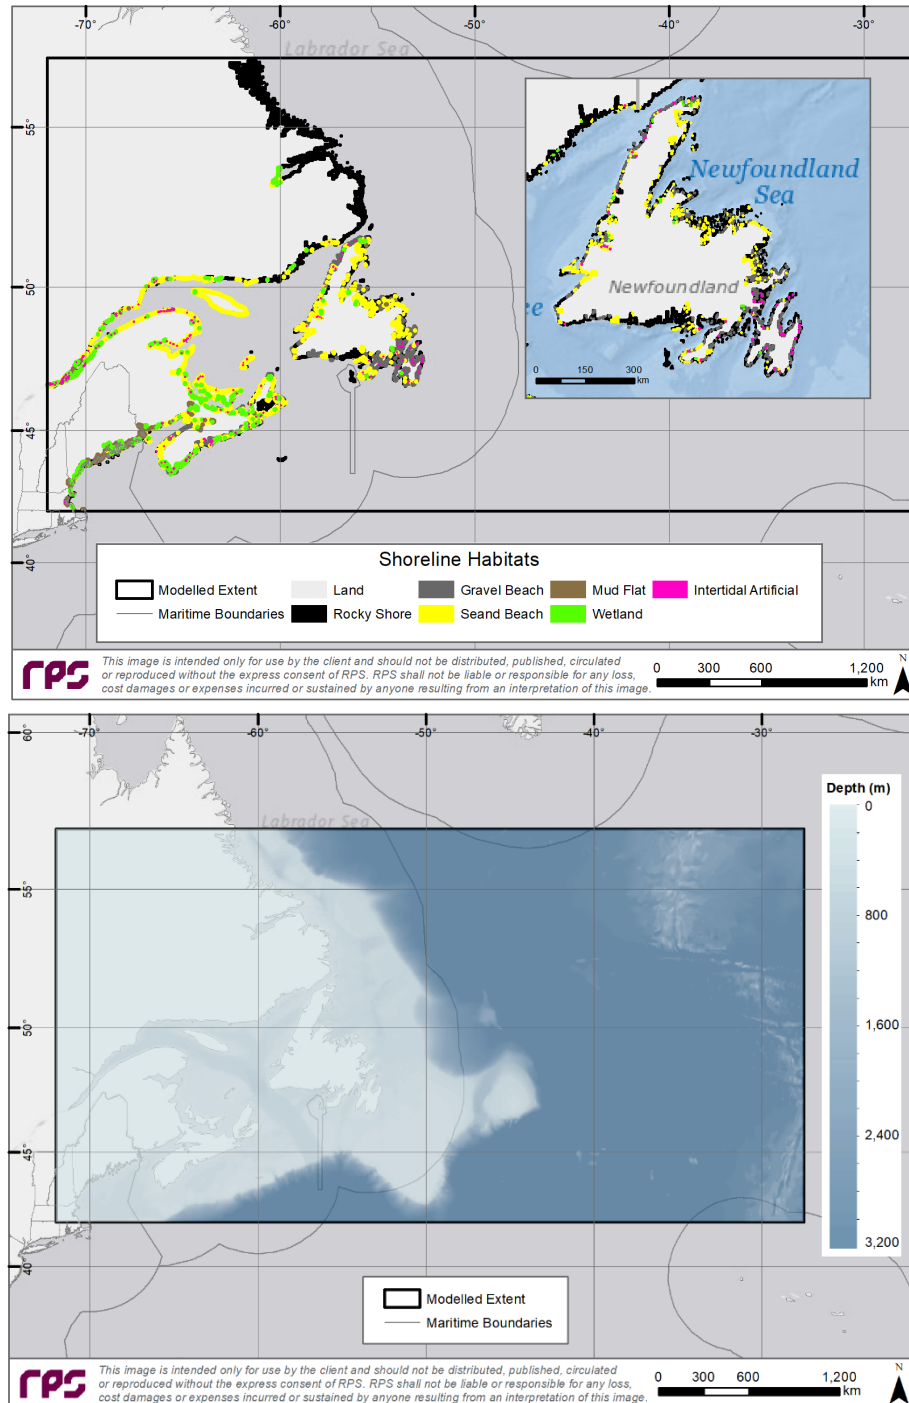 -70°
-60°
-50°
-40°
-30°
Labrador Sea
55°
50°
45°
40°
Newfoundland
Sea
Newfoundland
ee
0 150 300
km
Shoreline Habitats
Modelled Extent
Land
Gravel Beach
Mud Flat
Intertidal Artificial
Maritime Boundaries
Rocky Shore
Seand Beach
Wetland
rps
This image is intended only for use by the client and should not be distributed, published, circulated
or reproduced without the express consent of RPS. RPS shall not be liable or responsible for any loss,
cost damages or expenses incurred or sustained by anyone resulting from an interpretation of this image.
0 300 600 1,200
km
N
-70°
-60°
-50°
-40°
-30°
60°
Labrador Sea
55°
50°
45°
40°
Depth (m)
0
800
1,600
2,400
3,200
Modelled Extent
Maritime Boundaries
rps
This image is intended only for use by the client and should not be distributed, published, circulated
or reproduced without the express consent of RPS. RPS shall not be liable or responsible for any loss,
cost damages or expenses incurred or sustained by anyone resulting from an interpretation of this image.
0 300 600 1,200
km
N